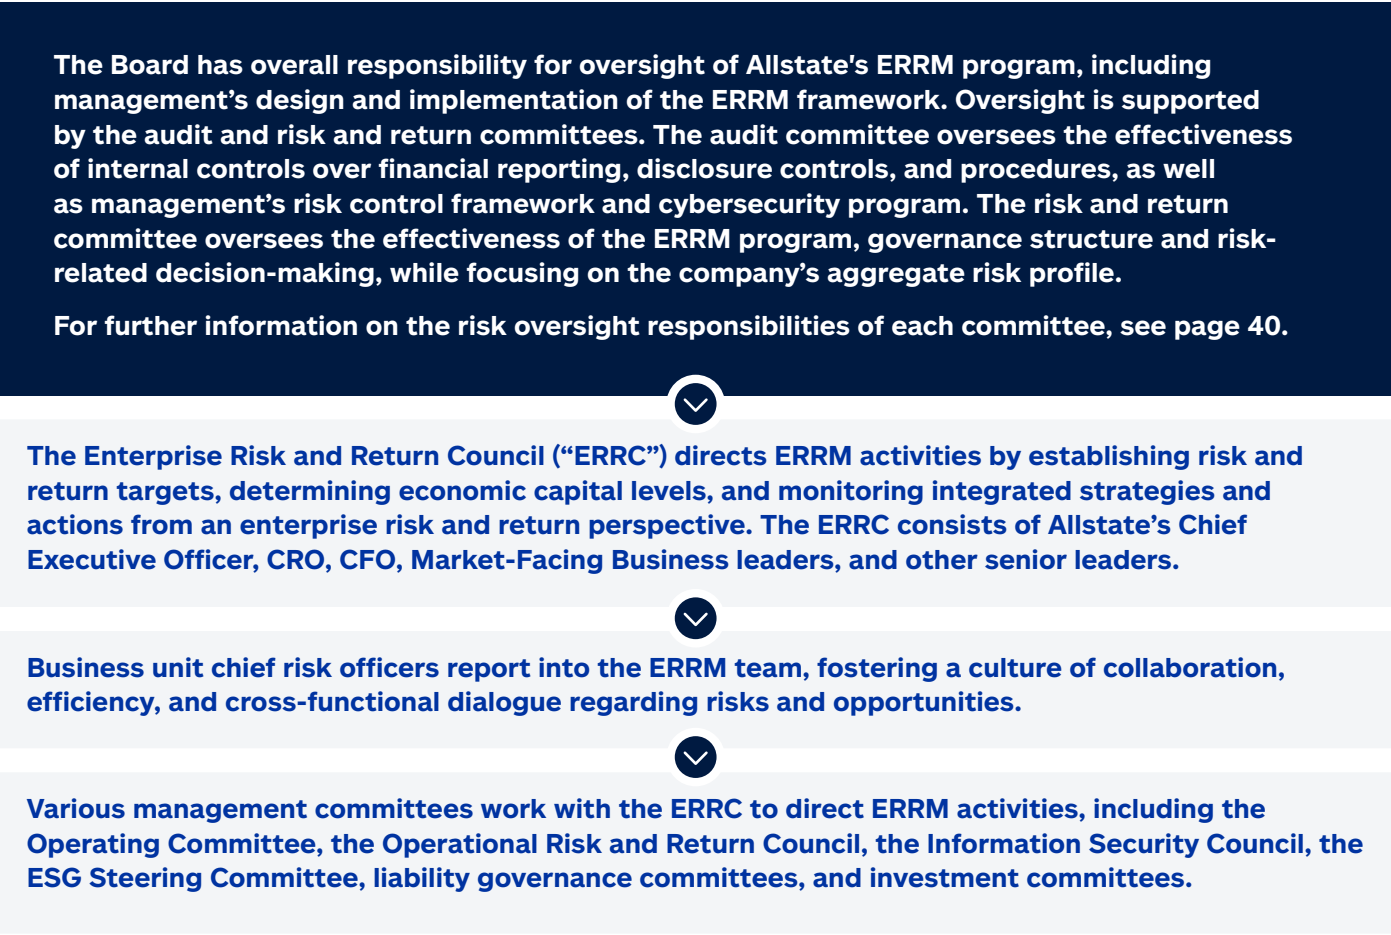 The Board has overall responsibility for oversight of Allstate's ERRM program, including
management’s design and implementation of the ERRM framework. Oversight is supported
by the audit and risk and return committees. The audit committee oversees the effectiveness
of internal controls over financial reporting, disclosure controls, and procedures, as well
as management’s risk control framework and cybersecurity program. The risk and return
committee oversees the effectiveness of the ERRM program, governance structure and risk-
related decision-making, while focusing on the company’s aggregate risk profile.
For further information on the risk oversight responsibilities of each committee, see page 40.
The Enterprise Risk and Return Council (“ERRC”) directs ERRM activities by establishing risk and
return targets, determining economic capital levels, and monitoring integrated strategies and
actions from an enterprise risk and return perspective. The ERRC consists of Allstate’s Chief
Executive Officer, CRO, CFO, Market-Facing Business leaders, and other senior leaders.
Business unit chief risk officers report into the ERRM team, fostering a culture of collaboration,
efficiency, and cross-functional dialogue regarding risks and opportunities.
Various management committees work with the ERRC to direct ERRM activities, including the
Operating Committee, the Operational Risk and Return Council, the Information Security Council, the
ESG Steering Committee, liability governance committees, and investment committees.